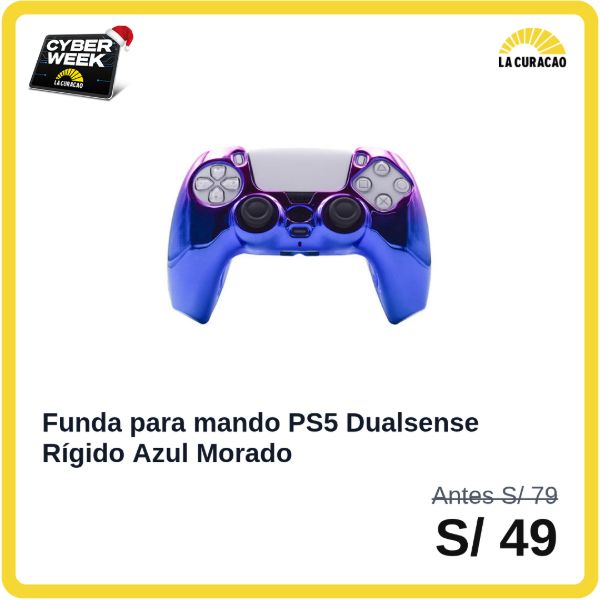 CYBER
WEEK
LA CURACAO
LA CURACAO
Funda para mando PS5 Dualsense
Rígido Azul Morado
Antes S/ 79
S/ 49